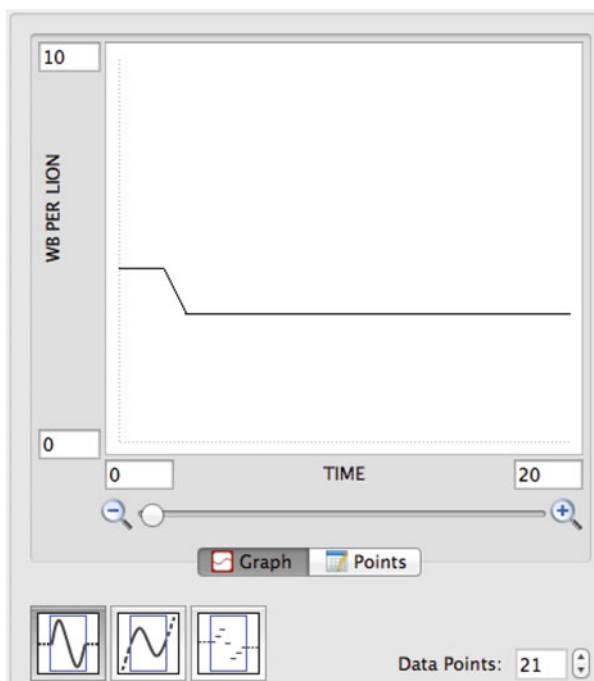 10
WB PER LION
0
0 TIME 20
Graph Points
Data Points: 21